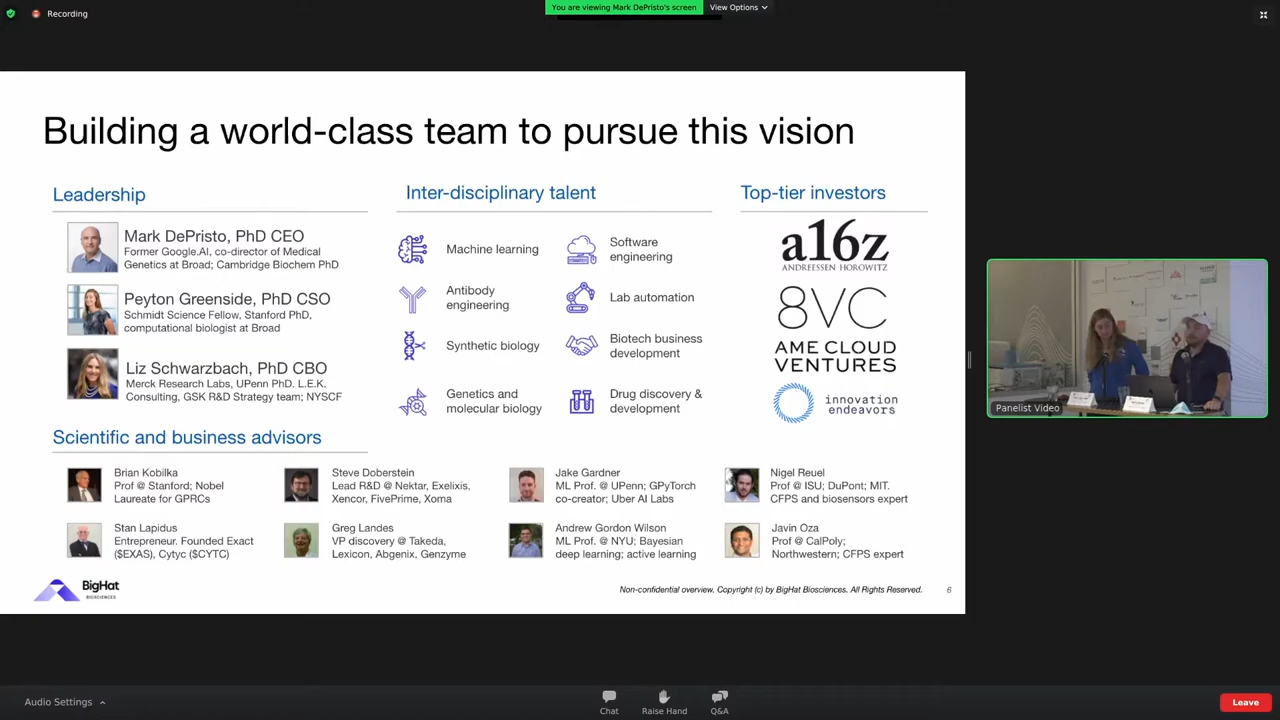 Recording
You are viewing Mark DePristo's screen
View Options
Building a world-class team to pursue this vision
Leadership
Mark DePristo, PhD CEO
Former Google.AI, co-director of Medical
Genetics at Broad; Cambridge Biochem PhD
Peyton Greenside, PhD CSO
Schmidt Science Fellow, Stanford PhD,
computational biologist at Broad
Liz Schwarzbach, PhD CBO
Merck Research Labs, UPenn PhD. L.E.K.
Consulting, GSK R&D Strategy team; NYSCF
Inter-disciplinary talent
Machine learning
Software
engineering
Antibody
engineering
Lab automation
Synthetic biology
Biotech business
development
Genetics and
molecular biology
Drug discovery &
development
Top-tier investors
a16z
ANDREESSEN HOROWITZ
8VC
AME CLOUD
VENTURES
innovation
endeavors
Scientific and business advisors
Brian Kobilka
Prof @ Stanford; Nobel
Laureate for GPRCs
Steve Doberstein
Lead R&D @ Nektar, Exelixis,
Xencor, FivePrime, Xoma
Jake Gardner
ML Prof. @ UPenn; GPyTorch
co-creator; Uber AI Labs
Nigel Reuel
Prof @ ISU; DuPont; MIT.
CFPS and biosensors expert
Stan Lapidus
Entrepreneur. Founded Exact
($EXAS), Cytyc ($CYTC)
Greg Landes
VP discovery @ Takeda,
Lexicon, Abgenix, Genzyme
Andrew Gordon Wilson
ML Prof. @ NYU; Bayesian
deep learning; active learning
Javin Oza
Prof @ CalPoly;
Northwestern; CFPS expert
BigHat
BIOSCIENCES
Non-confidential overview. Copyright (c) by BigHat Biosciences. All Rights Reserved.
6
Panelist Video
Audio Settings
Chat
Raise Hand
Q&A
Leave